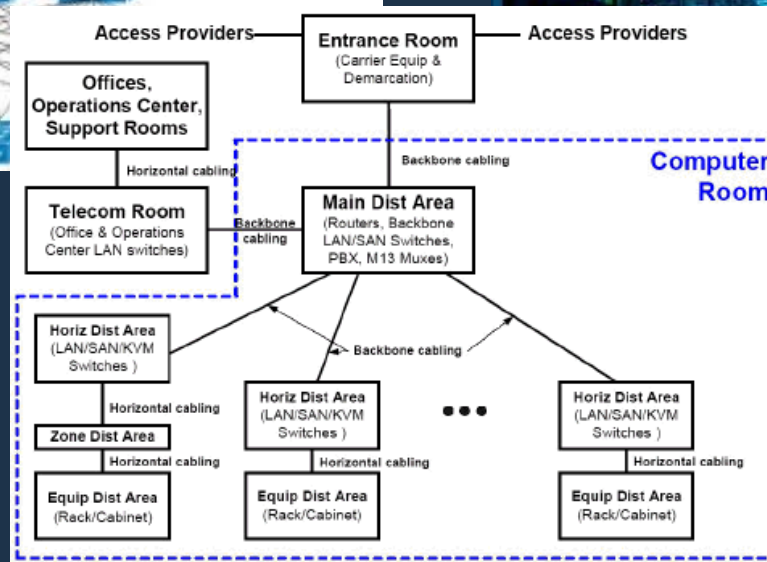 Access Providers
Entrance Room
(Carrier Equip &
Demarcation)
Access Providers
Offices,
Operations Center,
Support Rooms
Backbone cabling
Computer
Room
Horizontal cabling
Telecom Room
(Office & Operations
Center LAN switches)
Backbone
cabling
Main Dist Area
(Routers, Backbone
LAN/SAN Switches,
PBX, M13 Muxes)
Horiz Dist Area
(LAN/SAN/KVM
Switches )
Backbone cabling
Horizontal cabling
Zone Dist Area
Horizontal cabling
Equip Dist Area
(Rack/Cabinet)
Horiz Dist Area
(LAN/SAN/KVM
Switches )
Horizontal cabling
Equip Dist Area
(Rack/Cabinet)
•••
Horiz Dist Area
(LAN/SAN/KVM
Switches )
Horizontal cabling
Equip Dist Area
(Rack/Cabinet)